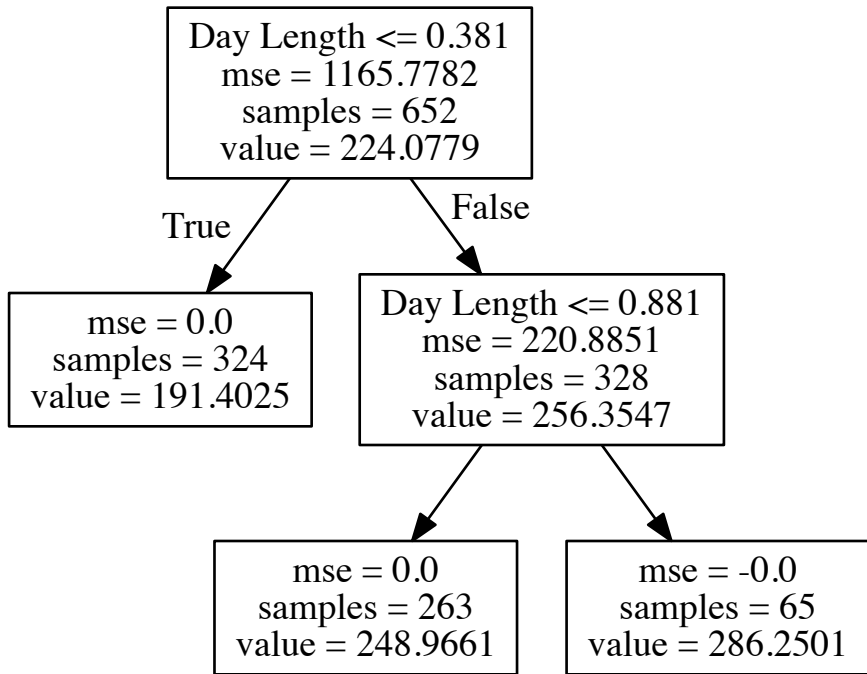 Day Length <= 0.381
mse = 1165.7782
samples = 652
value = 224.0779
True
False
mse = 0.0
samples = 324
value = 191.4025
Day Length <= 0.881
mse = 220.8851
samples = 328
value = 256.3547
mse = 0.0
samples = 263
value = 248.9661
mse = -0.0
samples = 65
value = 286.2501